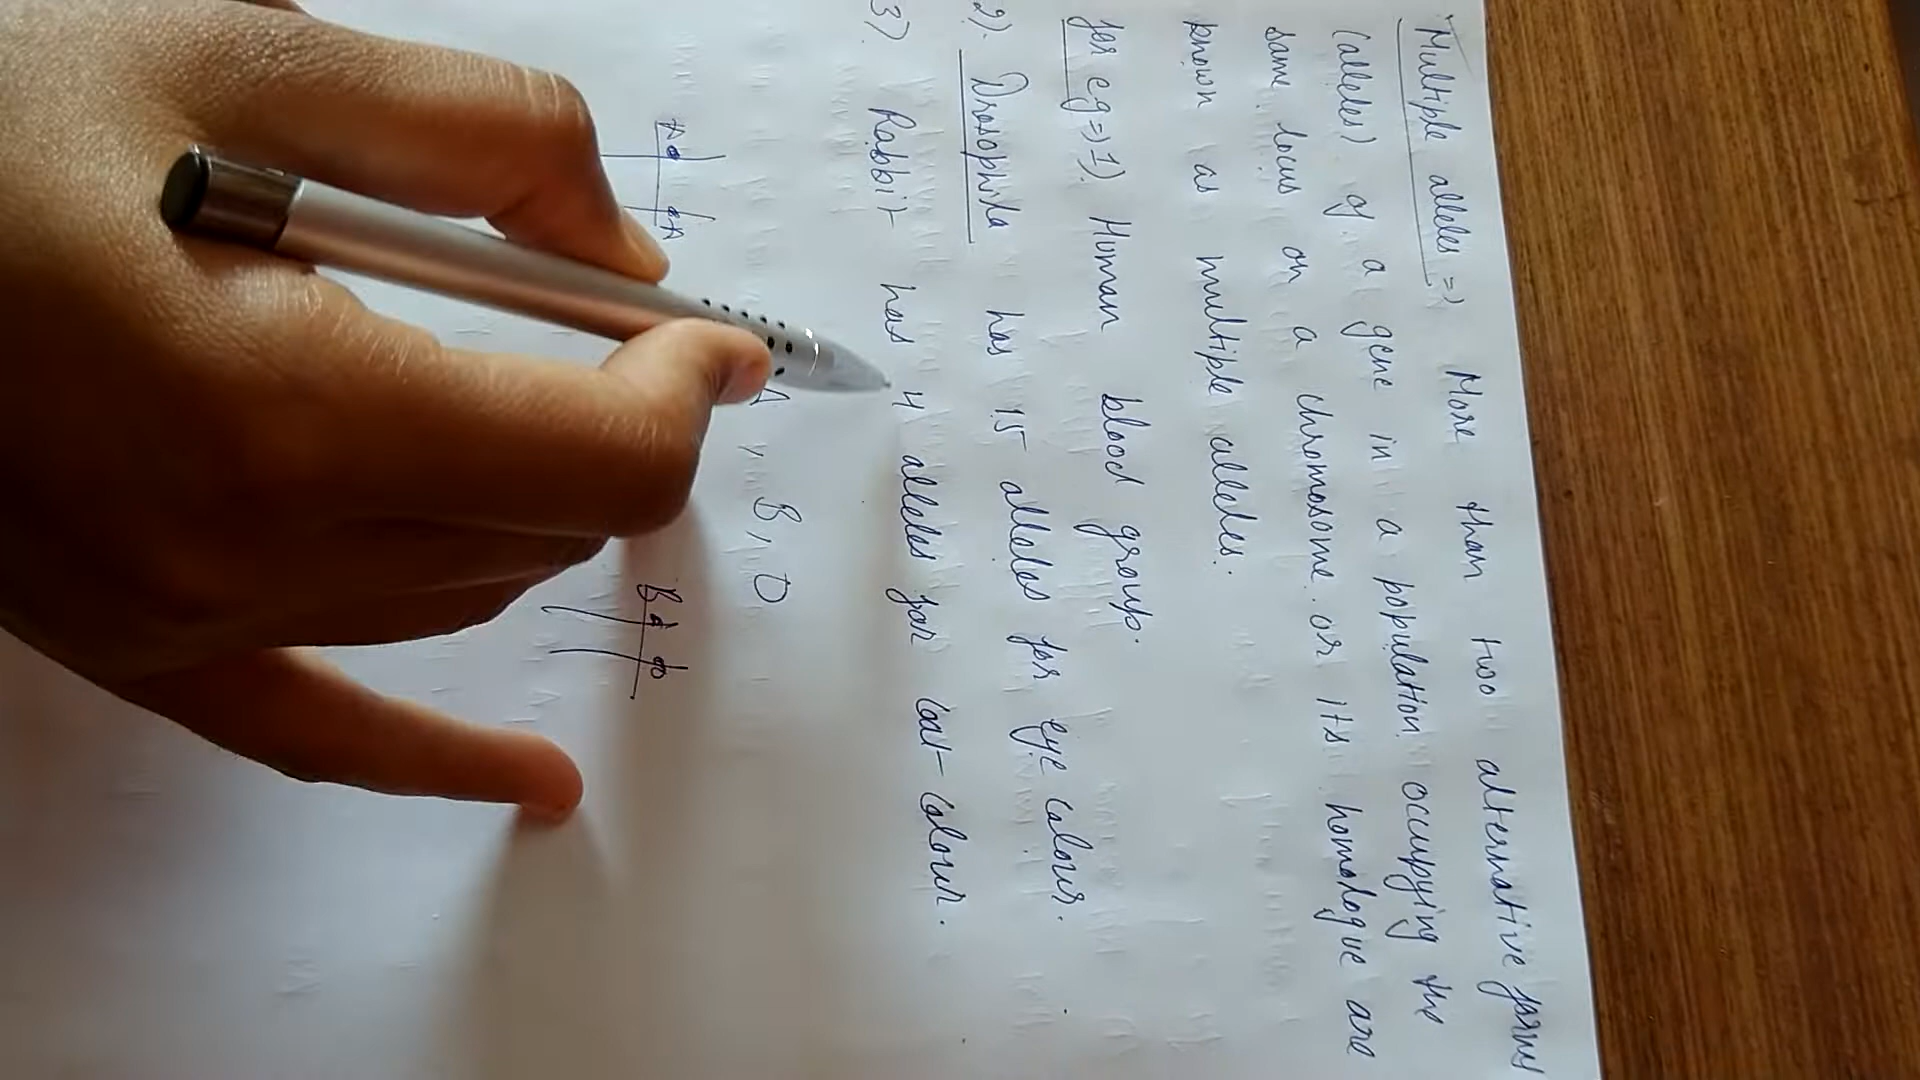 Multiple alleles => More than two alternative forms
(alleles) of a gene in a population occupying the
same locus on a chromosome or its homologue are
known as multiple alleles.
for eg => 1). Human blood group.
2). Drosophila has 15 alleles for eye colour.
3) Rabbit has 4 alleles for coat colour.
A, B, O